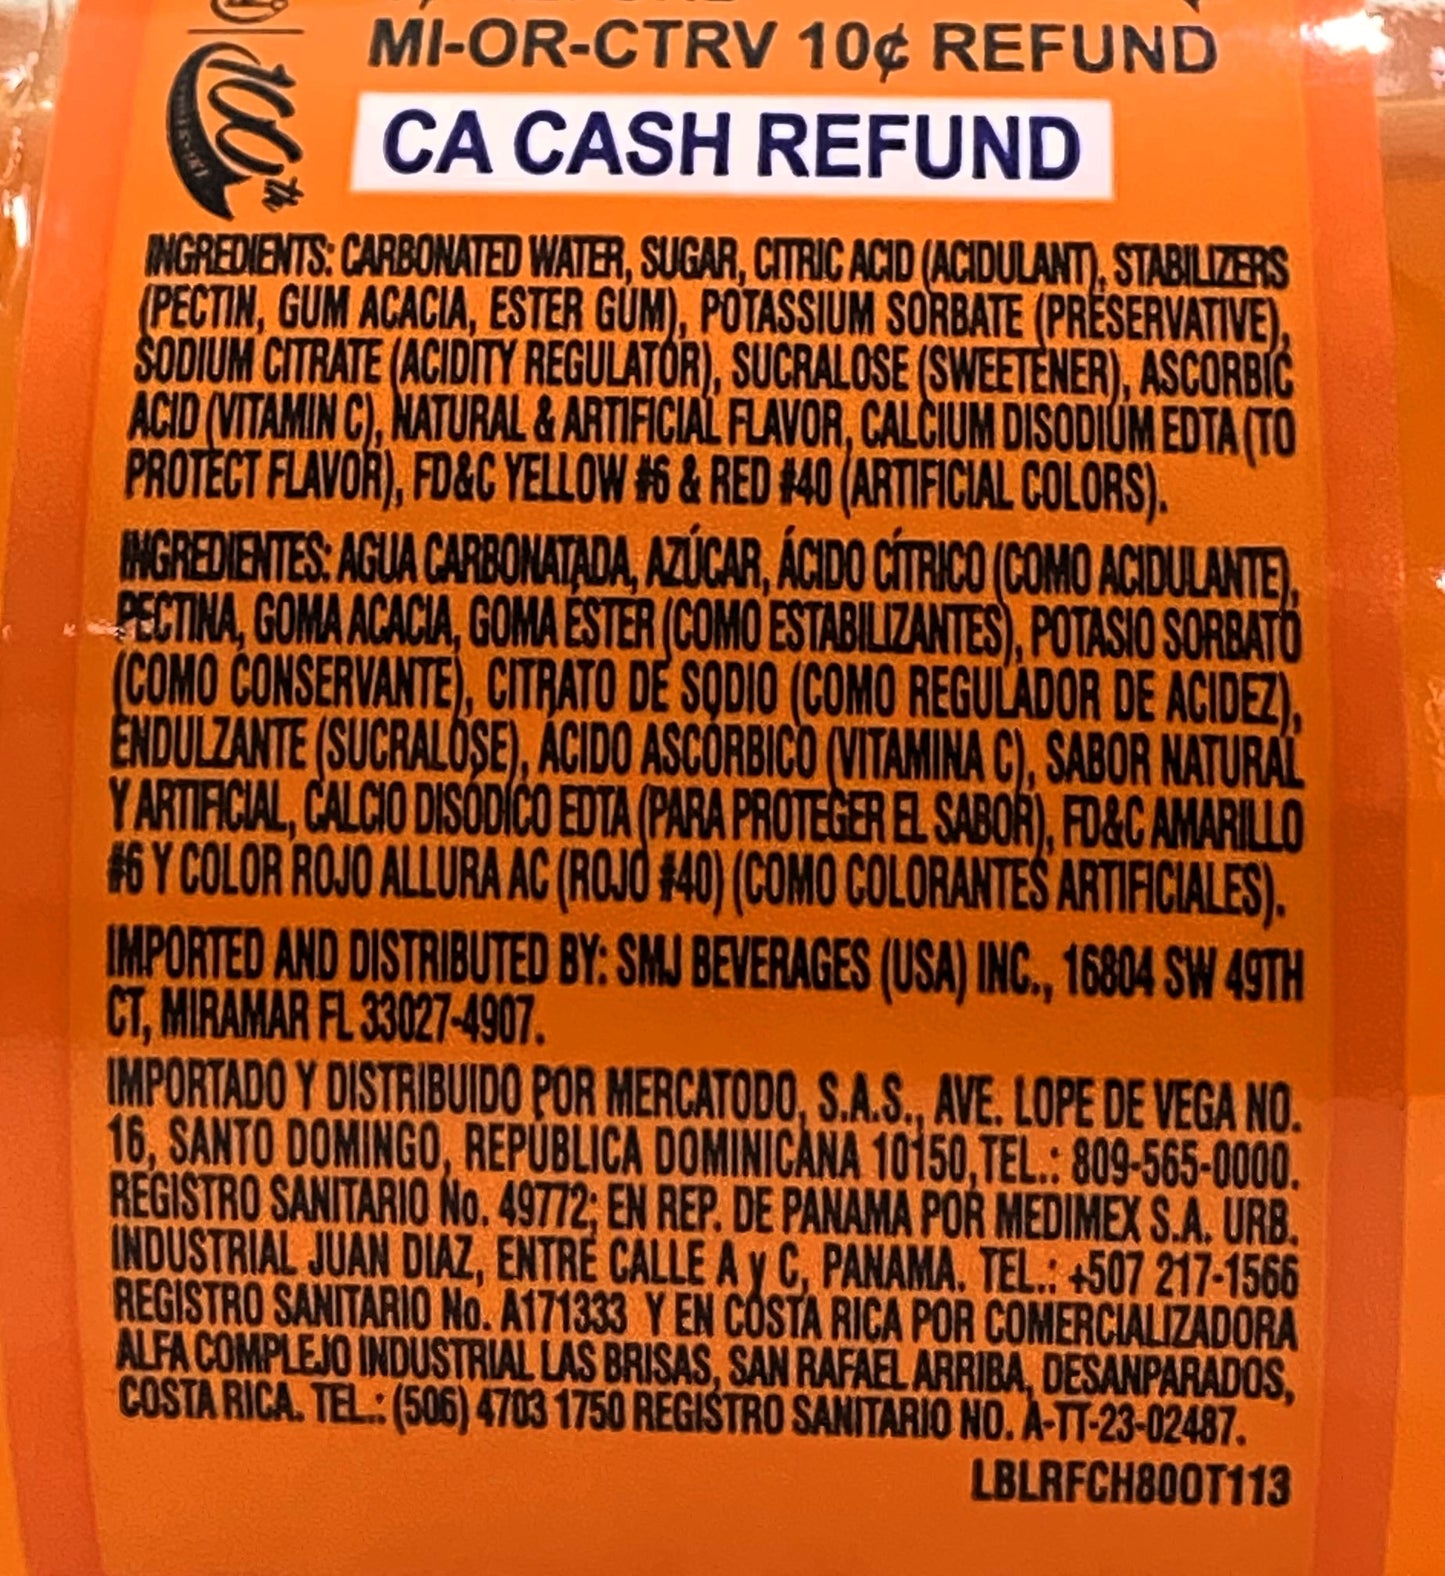 MI-OR-CTRV 10¢ REFUND
100th
CA CASH REFUND
INGREDIENTS: CARBONATED WATER, SUGAR, CITRIC ACID (ACIDULANT), STABILIZERS
(PECTIN, GUM ACACIA, ESTER GUM), POTASSIUM SORBATE (PRESERVATIVE),
SODIUM CITRATE (ACIDITY REGULATOR), SUCRALOSE (SWEETENER), ASCORBIC
ACID (VITAMIN C), NATURAL & ARTIFICIAL FLAVOR, CALCIUM DISODIUM EDTA (TO
PROTECT FLAVOR), FD&C YELLOW #6 & RED #40 (ARTIFICIAL COLORS).
INGREDIENTES: AGUA CARBONATADA, AZÚCAR, ÁCIDO CÍTRICO (COMO ACIDULANTE),
PECTINA, GOMA ACACIA, GOMA ÉSTER (COMO ESTABILIZANTES), POTASIO SORBATO
(COMO CONSERVANTE), CITRATO DE SODIO (COMO REGULADOR DE ACIDEZ),
ENDULZANTE (SUCRALOSE), ÁCIDO ASCÓRBICO (VITAMINA C), SABOR NATURAL
Y ARTIFICIAL, CALCIO DISÓDICO EDTA (PARA PROTEGER EL SABOR), FD&C AMARILLO
#6 Y COLOR ROJO ALLURA AC (ROJO #40) (COMO COLORANTES ARTIFICIALES).
IMPORTED AND DISTRIBUTED BY: SMJ BEVERAGES (USA) INC., 16804 SW 49TH
CT, MIRAMAR FL 33027-4907.
IMPORTADO Y DISTRIBUIDO POR MERCATODO, S.A.S., AVE. LOPE DE VEGA NO.
16, SANTO DOMINGO, REPÚBLICA DOMINICANA 10150,TEL.: 809-565-0000.
REGISTRO SANITARIO No. 49772; EN REP. DE PANAMA POR MEDIMEX S.A. URB.
INDUSTRIAL JUAN DIAZ, ENTRE CALLE A y C, PANAMA. TEL.: +507 217-1566
REGISTRO SANITARIO No. A171333 Y EN COSTA RICA POR COMERCIALIZADORA
ALFA COMPLEJO INDUSTRIAL LAS BRISAS, SAN RAFAEL ARRIBA, DESANPARADOS,
COSTA RICA. TEL.: (506) 4703 1750 REGISTRO SANITARIO NO. A-TT-23-02487.
LBLRFCH800T113